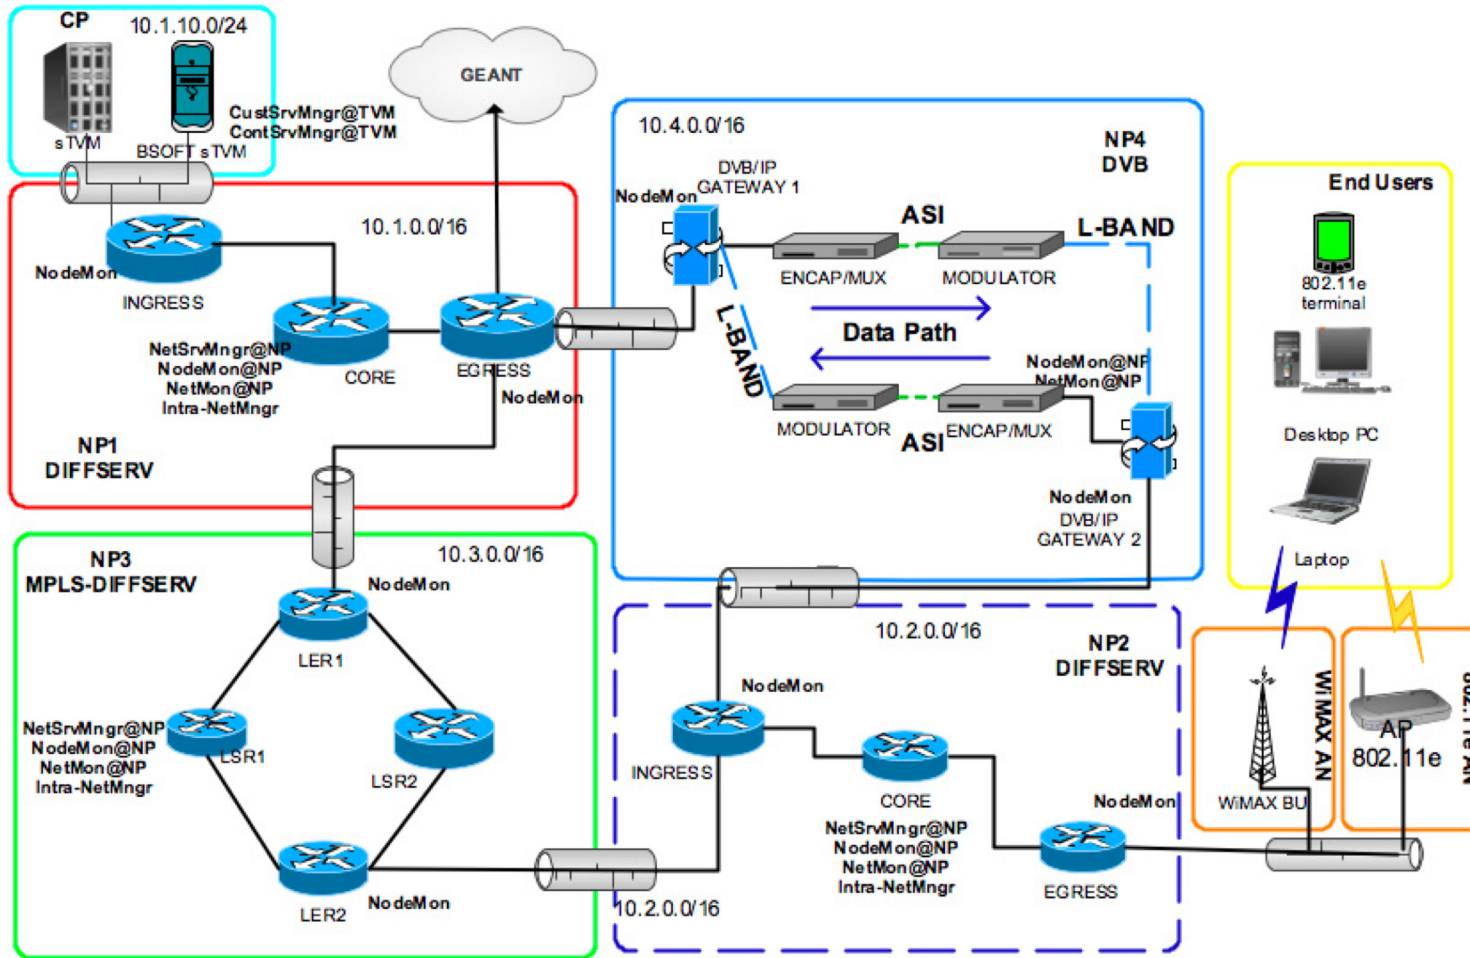 CP
10.1.10.0/24
sTVM
BSOFT sTVM
CustSrvMngr@TVM
ContSrvMngr@TVM
GEANT
10.1.0.0/16
NodeMon
INGRESS
NetSrvMngr@NP
NodeMon@NP
NetMon@NP
Intra-NetMngr
CORE
EGRESS
NodeMon
NP1
DIFFSERV
10.4.0.0/16
NP4
DVB
DVB/IP
GATEWAY 1
NodeMon
ASI
L-BAND
ENCAP/MUX
MODULATOR
Data Path
L-BAND
NodeMon@NP
NetMon@NP
MODULATOR
ENCAP/MUX
ASI
NodeMon
DVB/IP
GATEWAY 2
End Users
802.11e
terminal
Desktop PC
Laptop
NP3
MPLS-DIFFSERV
10.3.0.0/16
NodeMon
LER1
NetSrvMngr@NP
NodeMon@NP
NetMon@NP
Intra-NetMngr
LSR1
LSR2
LER2
NodeMon
10.2.0.0/16
10.2.0.0/16
NP2
DIFFSERV
NodeMon
INGRESS
CORE
NetSrvMngr@NP
NodeMon@NP
NetMon@NP
Intra-NetMngr
NodeMon
EGRESS
WiMAX AN
WiMAX BU
802.11e AN
AP
802.11e